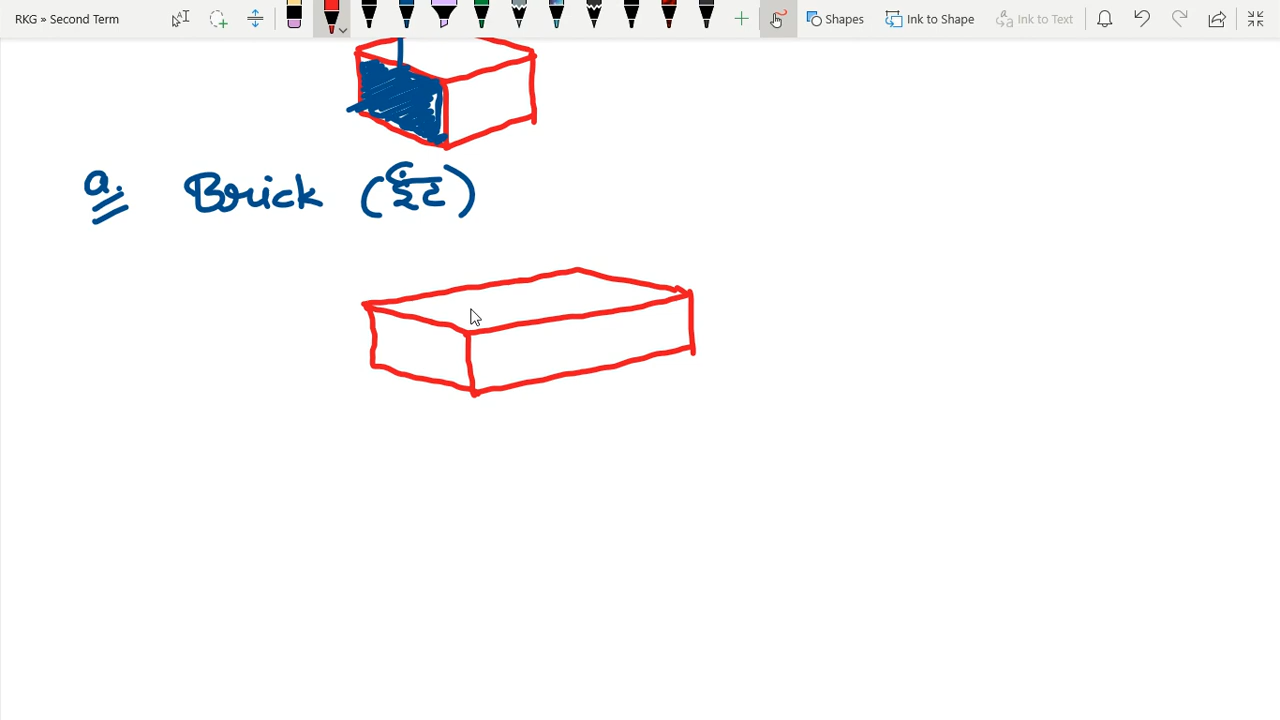 RKG » Second Term
Shapes
Ink to Shape
Ink to Text
a. Brick (ईंट)